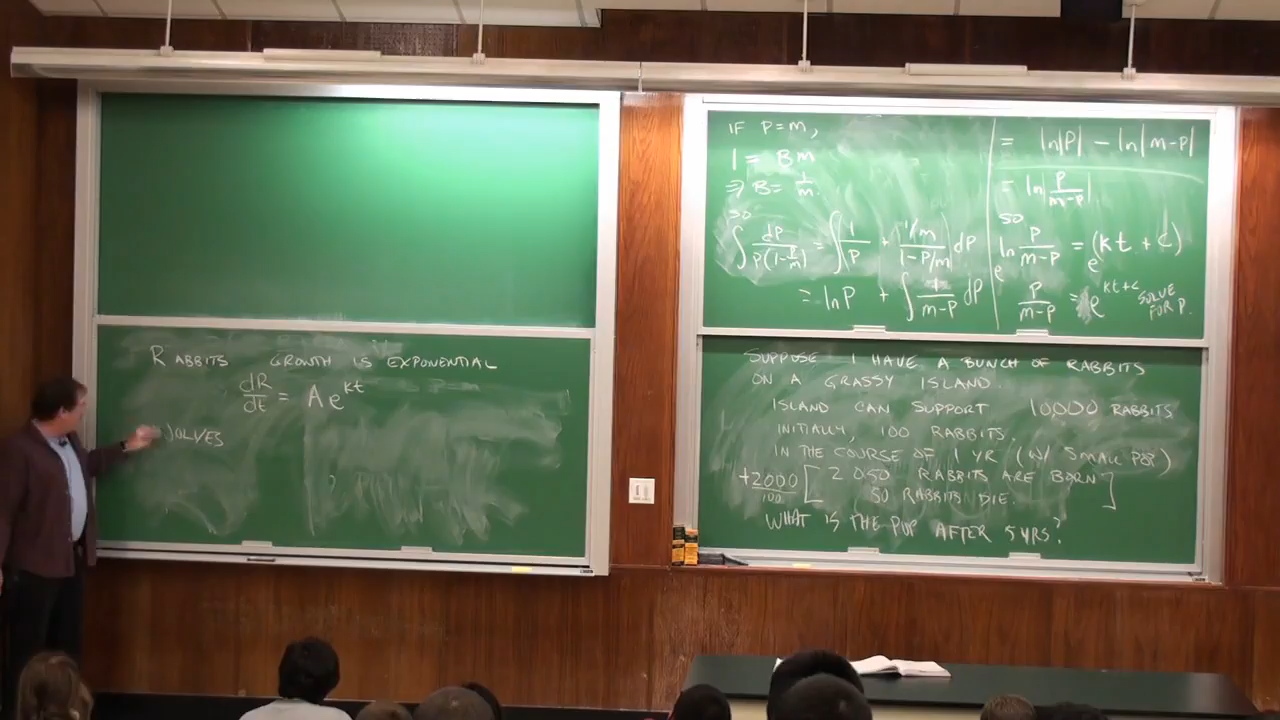 RABBITS GROWTH IS EXPONENTIAL
dR/dt = Ae^kt
WOLVES
IF P=m,
1 = Bm
⇒ B= 1/m.
SO
∫ dP/P(1-P/m) = ∫ 1/P + 1/m/1-P/m dP
= ln P + ∫ 1/m-P dP
= ln|P| - ln|m-P|
= ln|P/m-P|
SO
e^ln P/m-P = e^(kt + C)
P/m-P = e^kt+c SOLVE FOR P.
SUPPOSE I HAVE A BUNCH OF RABBITS
ON A GRASSY ISLAND.
ISLAND CAN SUPPORT 10,000 RABBITS
INITIALLY, 100 RABBITS.
IN THE COURSE OF 1 YR (W/ SMALL POP)
+2000/100 [2050 RABBITS ARE BORN
50 RABBITS DIE.]
WHAT IS THE POP AFTER 5 YRS?